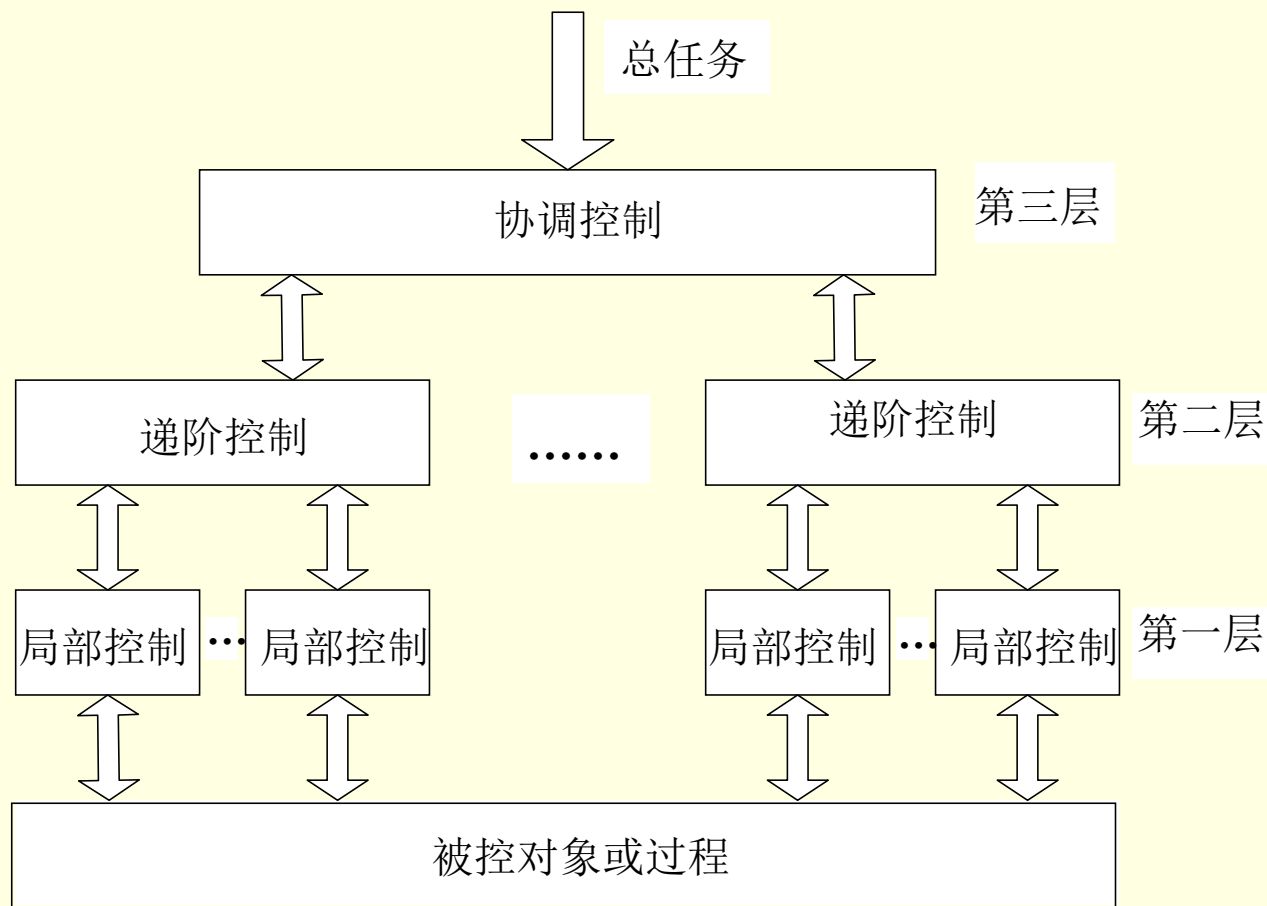 总任务
协调控制
第三层
递阶控制
······
递阶控制
第二层
局部控制
···
局部控制
局部控制
···
局部控制
第一层
被控对象或过程